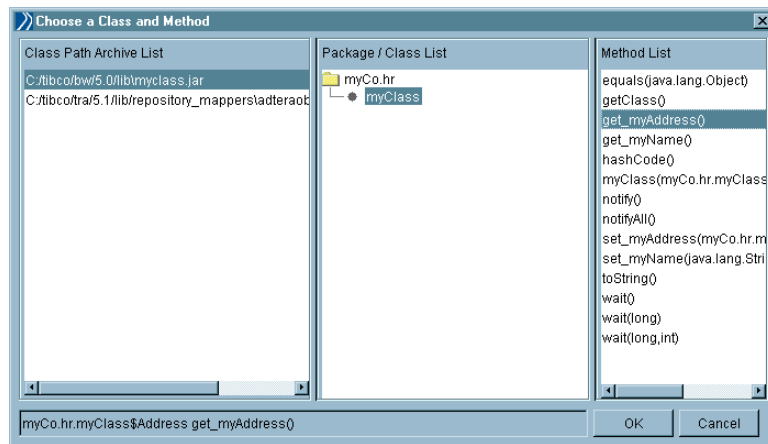 Choose a Class and Method
Class Path Archive List
C:/tibco/bw/5.0/lib\myclass.jar
C:/tibco/tra/5.1/lib/repository_mappers\adteraob
Package / Class List
myCo.hr
myClass
Method List
equals(java.lang.Object)
getClass()
get_myAddress()
get_myName()
hashCode()
myClass(myCo.hr.myClass
notify()
notifyAll()
set_myAddress(myCo.hr.m
set_myName(java.lang.Stri
toString()
wait()
wait(long)
wait(long,int)
myCo.hr.myClass$Address get_myAddress()
OK
Cancel